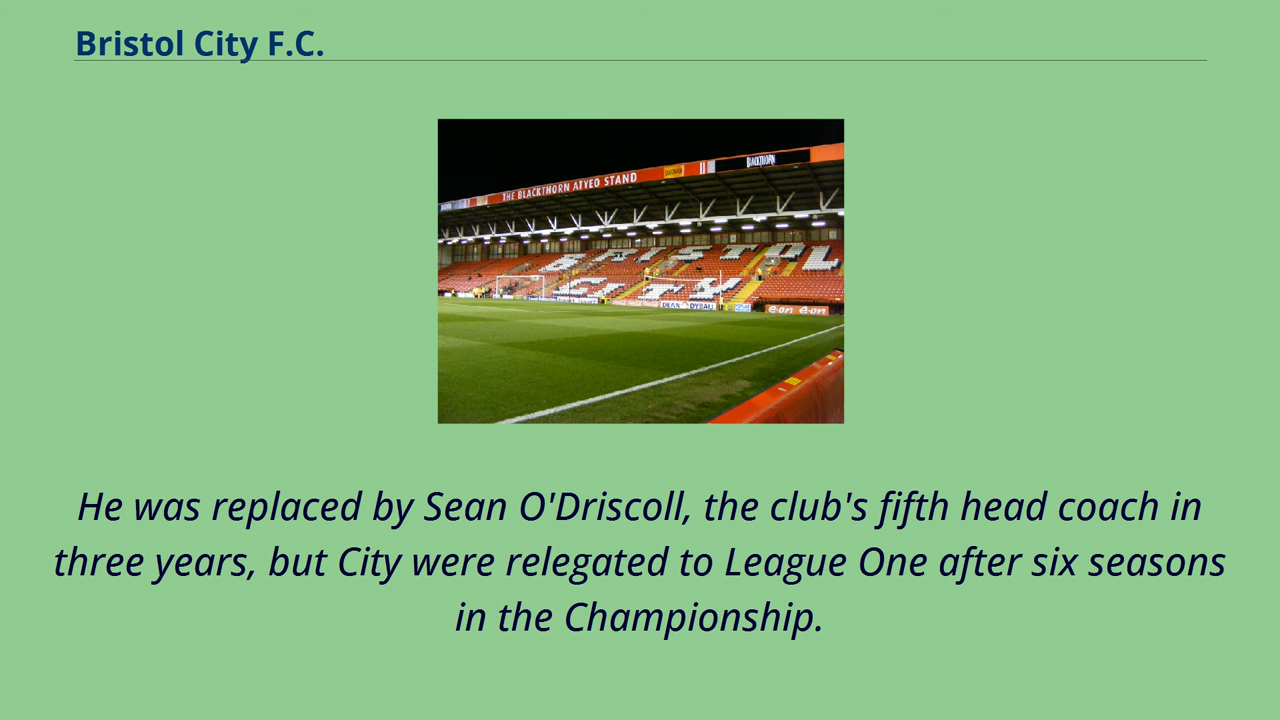 Bristol City F.C.
THE BLACKTHORN ATYEO STAND
BLACKTHORN
BRISTOL
CITY
DEAN DYBALL
e-on e-on
He was replaced by Sean O'Driscoll, the club's fifth head coach in
three years, but City were relegated to League One after six seasons
in the Championship.